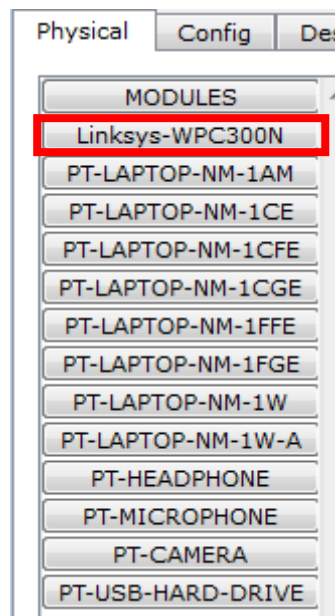 Physical
Config
MODULES
Linksys-WPC300N
PT-LAPTOP-NM-1AM
PT-LAPTOP-NM-1CE
PT-LAPTOP-NM-1CFE
PT-LAPTOP-NM-1CGE
PT-LAPTOP-NM-1FFE
PT-LAPTOP-NM-1FGE
PT-LAPTOP-NM-1W
PT-LAPTOP-NM-1W-A
PT-HEADPHONE
PT-MICROPHONE
PT-CAMERA
PT-USB-HARD-DRIVE